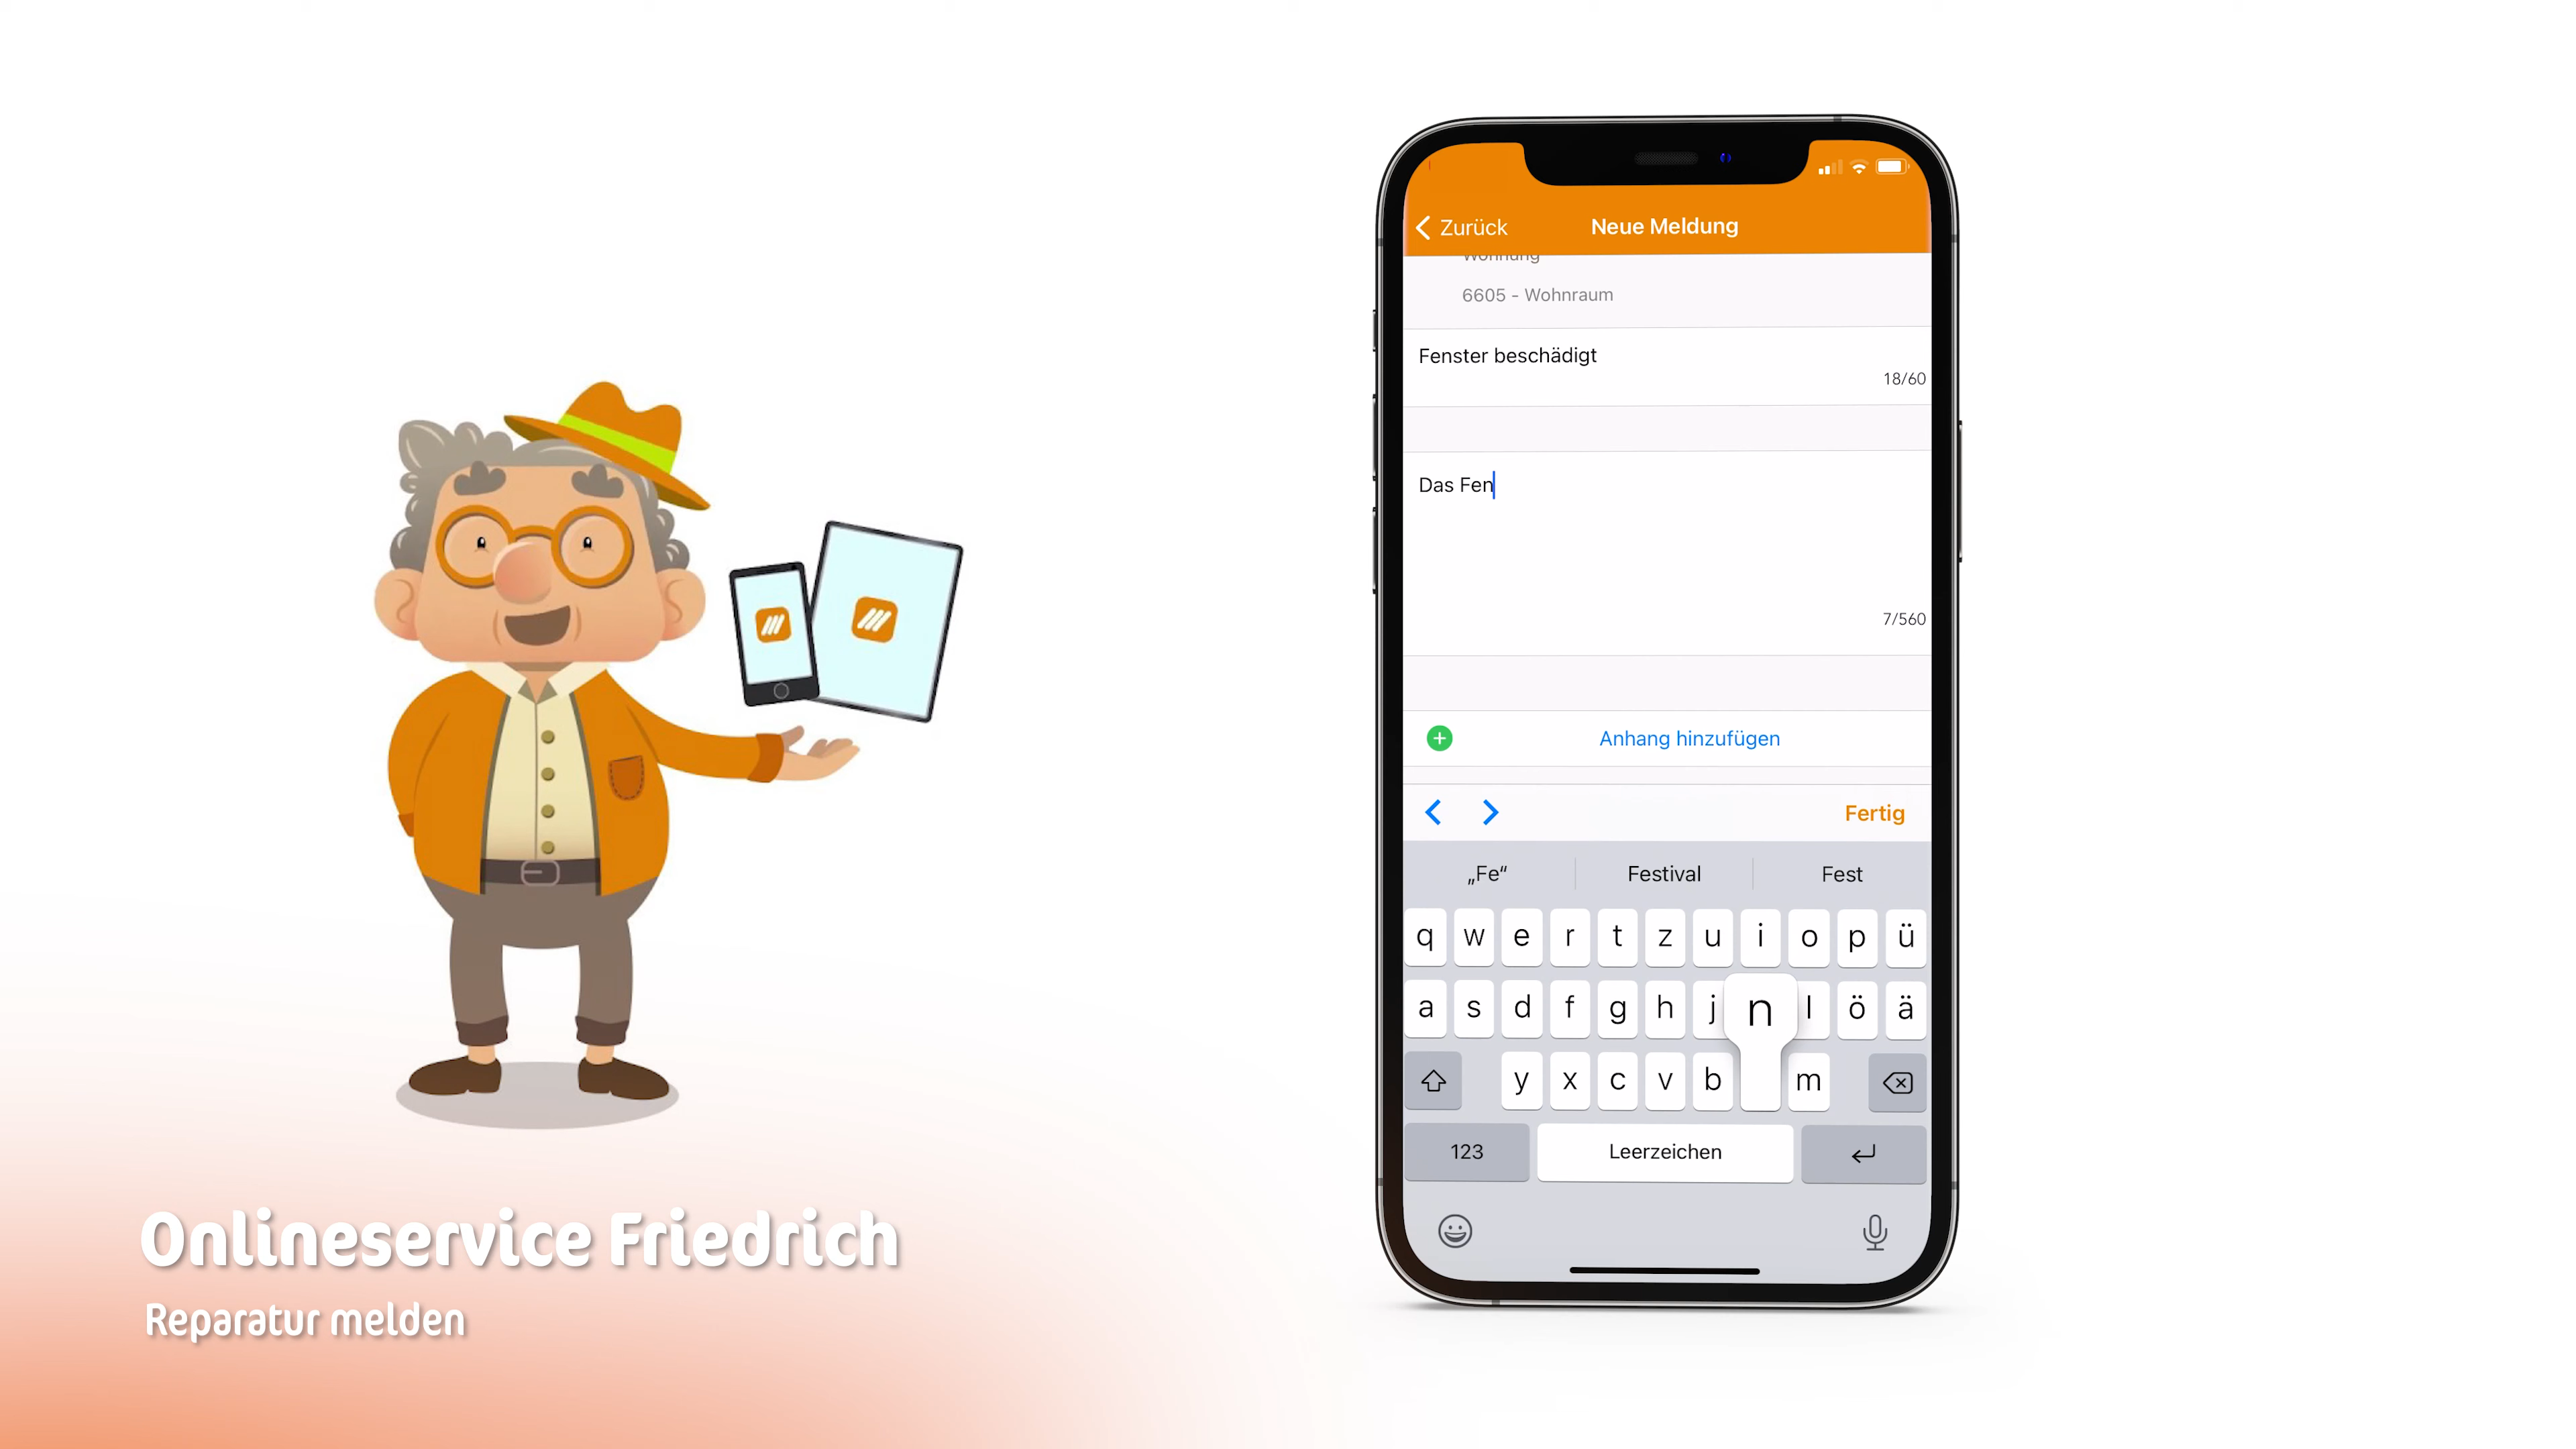 Zurück
Neue Meldung
Wohnung
6605 - Wohnraum
Fenster beschädigt
18/60
Das Fen
7/560
Anhang hinzufügen
Fertig
„Fe“ Festival Fest
q w e r t z u i o p ü
a s d f g h j n l ö ä
y x c v b m
123 Leerzeichen
Onlineservice Friedrich
Reparatur melden